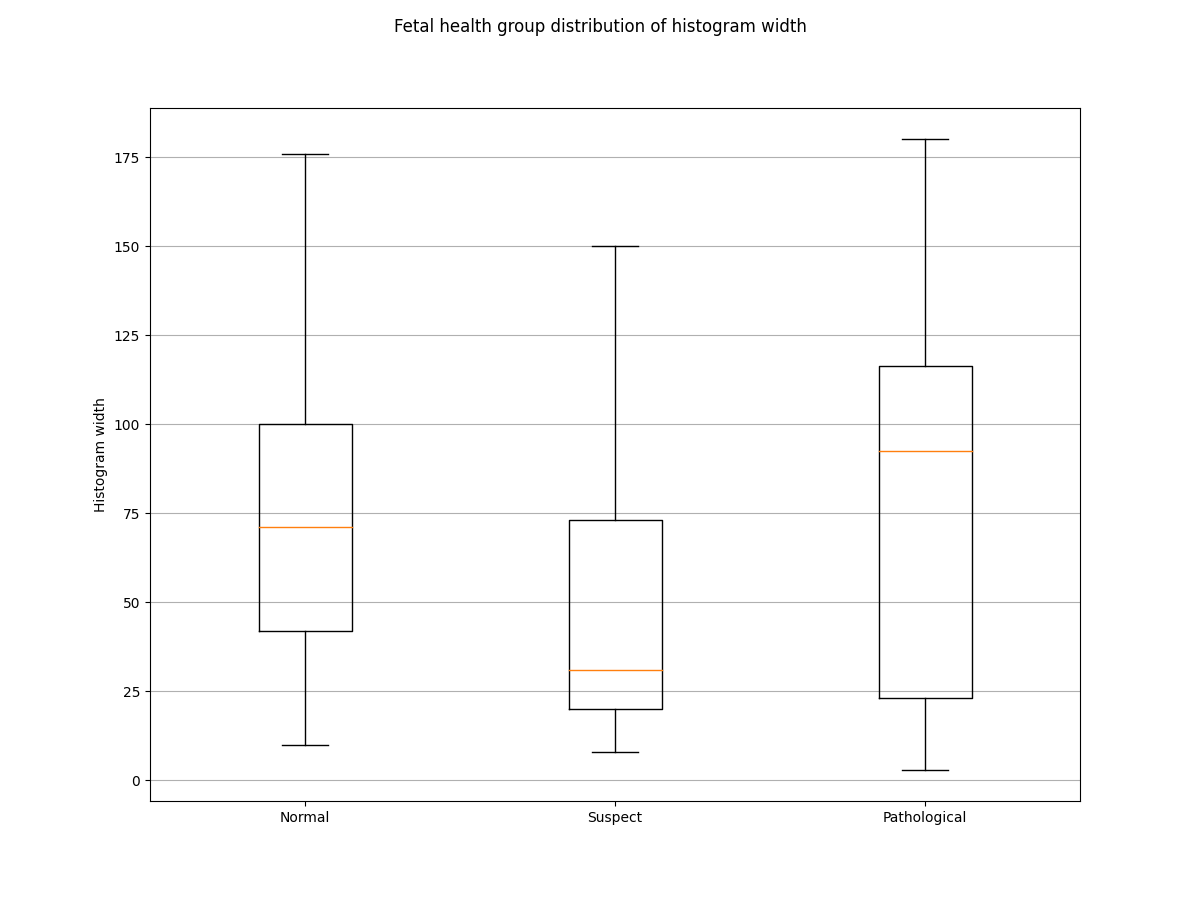 Fetal health group distribution of histogram width
175
150
125
100
75
50
25
0
Histogram width
Normal
Suspect
Pathological